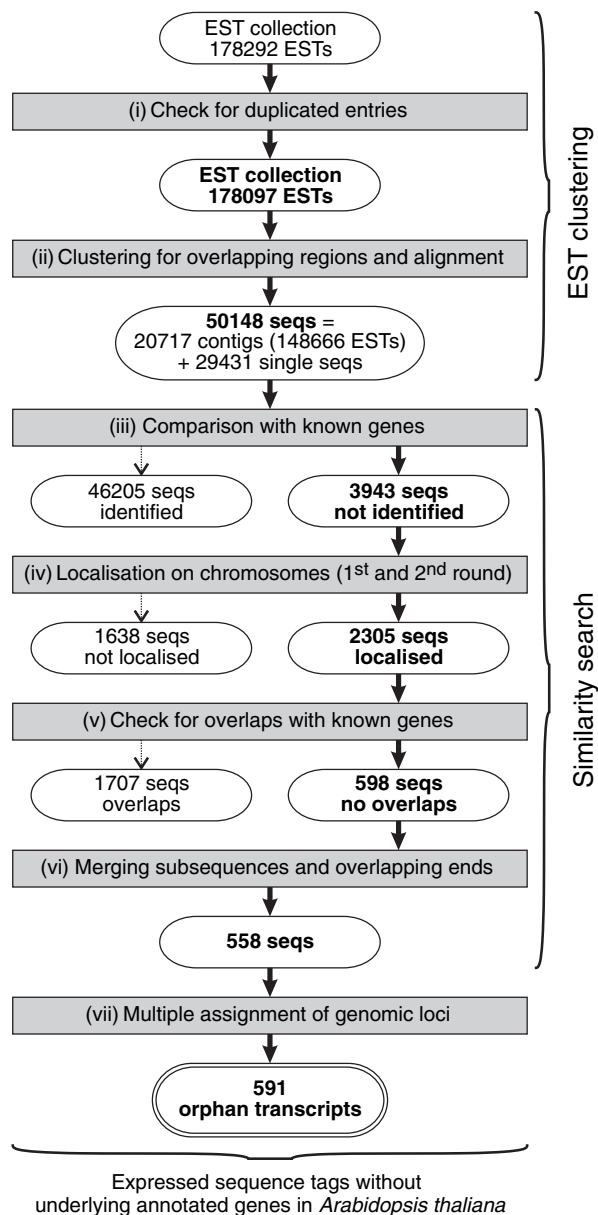 EST collection
178292 ESTs
(i) Check for duplicated entries
EST collection
178097 ESTs
(ii) Clustering for overlapping regions and alignment
50148 seqs =
20717 contigs (148666 ESTs)
+ 29431 single seqs
EST clustering
(iii) Comparison with known genes
46205 seqs
identified
3943 seqs
not identified
(iv) Localisation on chromosomes (1st and 2nd round)
1638 seqs
not localised
2305 seqs
localised
(v) Check for overlaps with known genes
1707 seqs
overlaps
598 seqs
no overlaps
(vi) Merging subsequences and overlapping ends
558 seqs
Similarity search
(vii) Multiple assignment of genomic loci
591
orphan transcripts
Expressed sequence tags without
underlying annotated genes in Arabidopsis thaliana